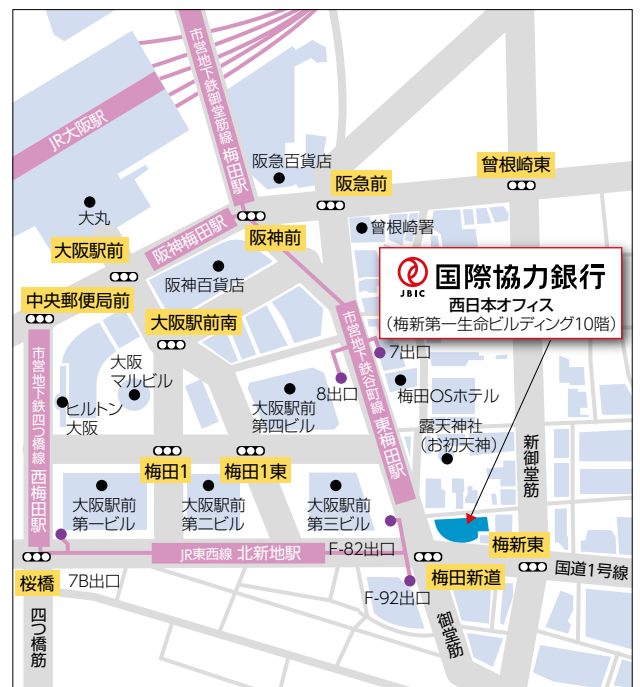 市営地下鉄御堂筋線 梅田駅
JR大阪駅
阪急百貨店
曾根崎東
阪急前
大丸
阪神梅田駅
阪神前
曾根崎署
大阪駅前
阪神百貨店
国際協力銀行
JBIC
西日本オフィス
(梅新第一生命ビルディング10階)
中央郵便局前
大阪駅前南
市営地下鉄四つ橋線 西梅田駅
大阪
マルビル
7出口
8出口
市営地下鉄谷町線 東梅田駅
梅田OSホテル
ヒルトン
大阪
大阪駅前
第四ビル
露天神社
(お初天神)
新御堂筋
梅田1
梅田1東
大阪駅前
第一ビル
大阪駅前
第二ビル
大阪駅前
第三ビル
JR東西線 北新地駅
F-82出口
梅新東
国道1号線
桜橋
7B出口
梅田新道
F-92出口
四つ橋筋
御堂筋